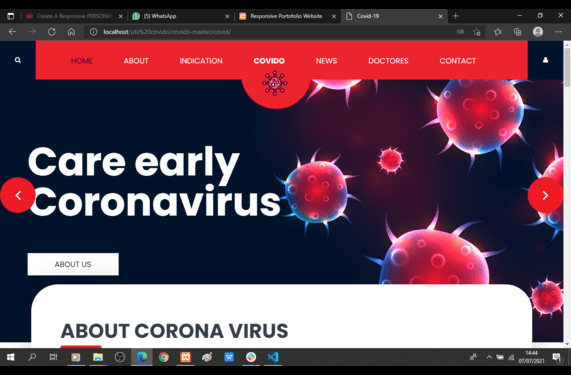 Create A Responsive PERSONAL
(5) WhatsApp
Responsive Portofolio Website
Covid-19
localhost/uts%20covido/covido-master/covid/
HOME ABOUT INDICATION COVIDO NEWS DOCTORES CONTACT
Care early
Coronavirus
ABOUT US
ABOUT CORONA VIRUS
14:44
07/07/2021